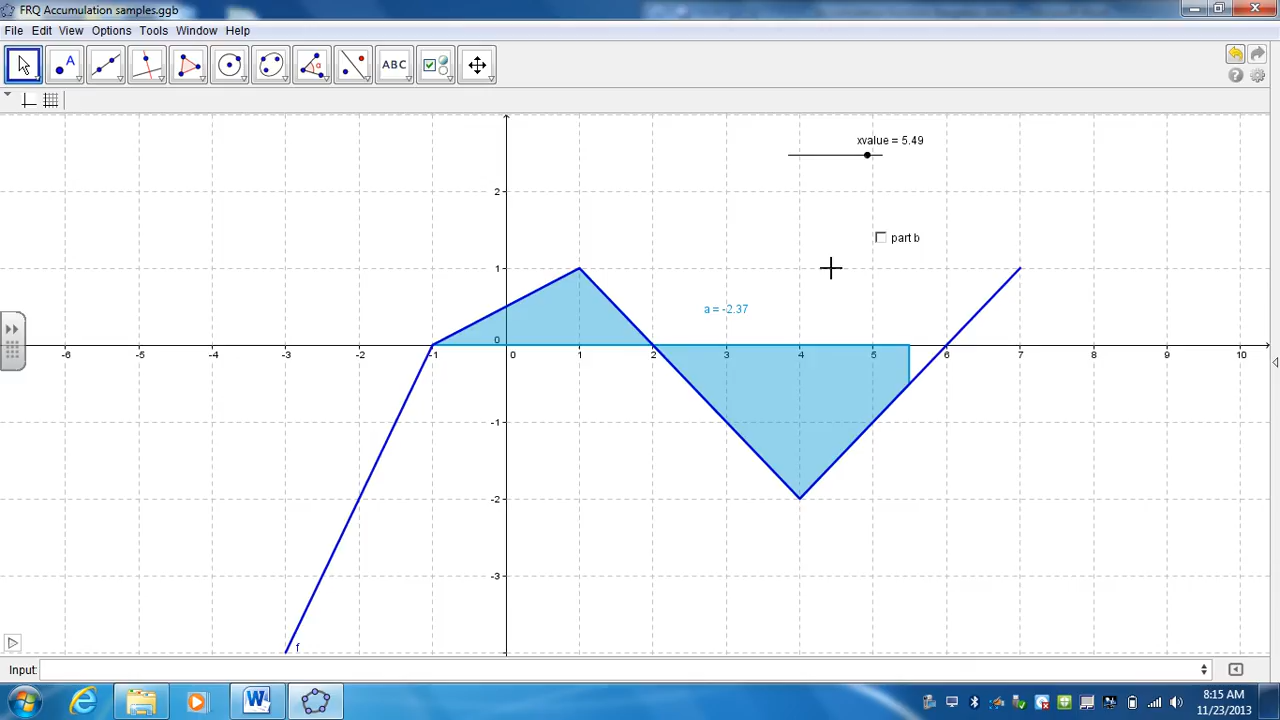 FRQ Accumulation samples.ggb
File Edit View Options Tools Window Help
A
α
ABC
xvalue = 5.49
2
part b
1
a = -2.37
0
-6 -5 -4 -3 -2 -1 0 1 2 3 4 5 6 7 8 9 10
-1
-2
-3
f
Input:
W
8:15 AM
11/23/2013